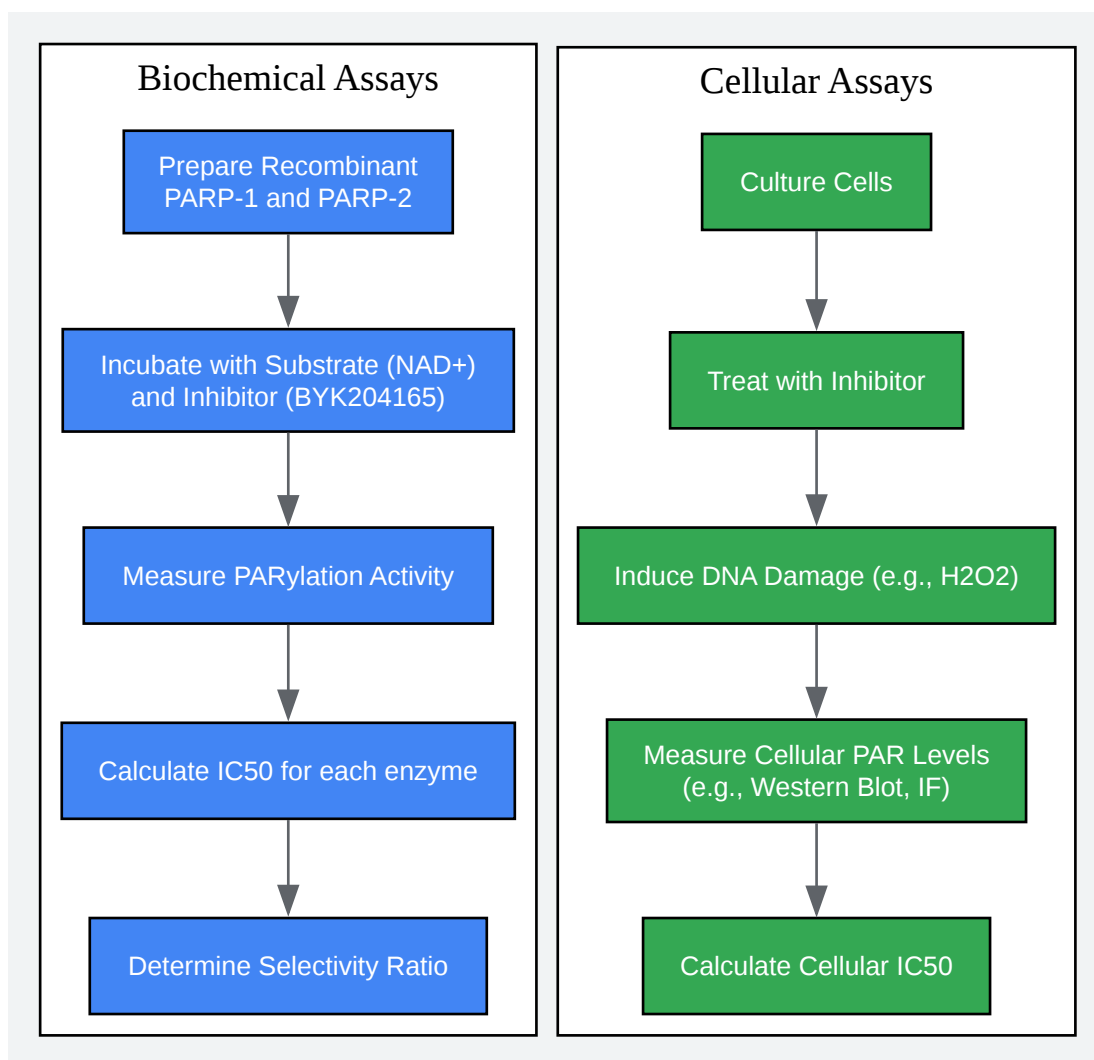 Biochemical Assays
Prepare Recombinant
PARP-1 and PARP-2
Incubate with Substrate (NAD+)
and Inhibitor (BYK204165)
Measure PARylation Activity
Calculate IC50 for each enzyme
Determine Selectivity Ratio
Cellular Assays
Culture Cells
Treat with Inhibitor
Induce DNA Damage (e.g., H2O2)
Measure Cellular PAR Levels
(e.g., Western Blot, IF)
Calculate Cellular IC50